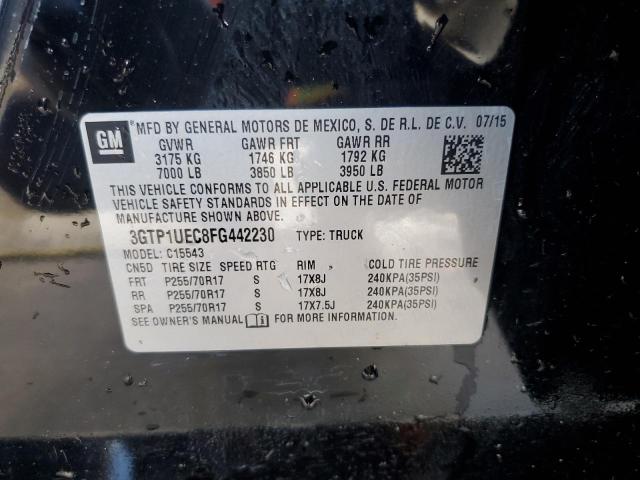 GM
MFD BY GENERAL MOTORS DE MEXICO, S. DE R.L. DE C.V. 07/15
GVWR GAWR FRT GAWR RR
3175 KG 1746 KG 1792 KG
7000 LB 3850 LB 3950 LB
THIS VEHICLE CONFORMS TO ALL APPLICABLE U.S. FEDERAL MOTOR
VEHICLE SAFETY STANDARDS IN EFFECT ON THE DATE OF
MANUFACTURE SHOWN ABOVE.
3GTP1UEC8FG442230 TYPE: TRUCK
MODEL: C15543
CN5D TIRE SIZE SPEED RTG RIM COLD TIRE PRESSURE
FRT P255/70R17 S 17X8J 240KPA(35PSI)
RR P255/70R17 S 17X8J 240KPA(35PSI)
SPA P255/70R17 S 17X7.5J 240KPA(35PSI)
SEE OWNER'S MANUAL FOR MORE INFORMATION.